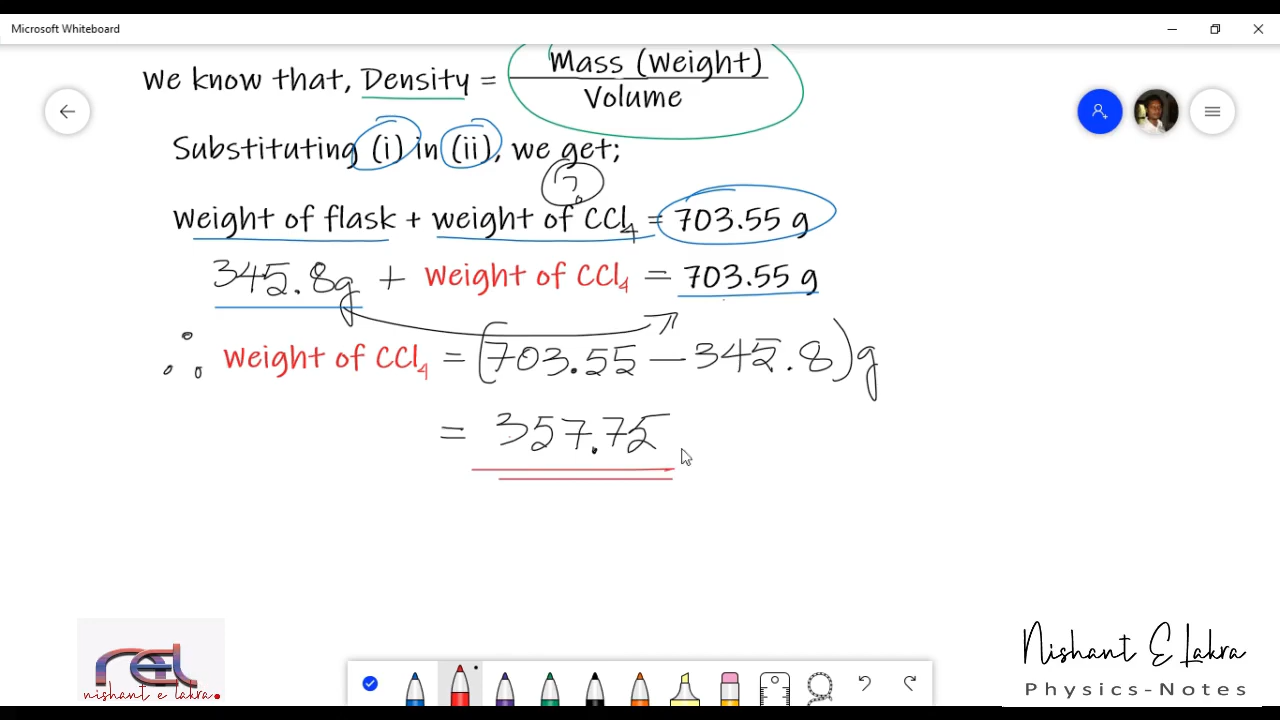 Microsoft Whiteboard
We know that, Density = Mass (Weight)
Volume
Substituting (i) in (ii), we get;
?
weight of flask + weight of CCl₄ = 703.55 g
345.8g + Weight of CCl₄ = 703.55 g
∴ Weight of CCl₄ = (703.55 – 345.8) g
= 357.75
nel
nishant e lakra.
Nishant E Lakra
Physics-Notes